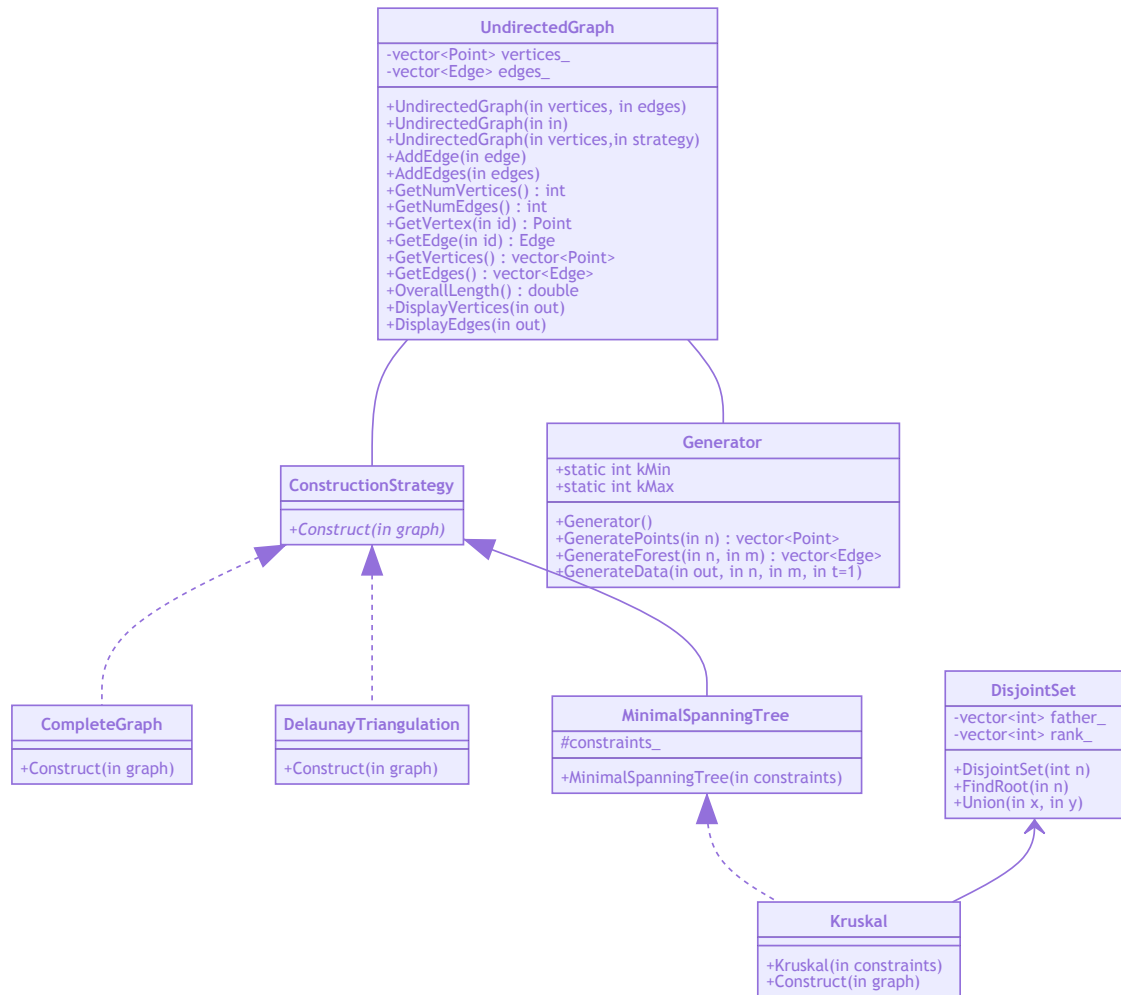 UndirectedGraph
-vector<Point> vertices_
-vector<Edge> edges_
+UndirectedGraph(in vertices, in edges)
+UndirectedGraph(in in)
+UndirectedGraph(in vertices,in strategy)
+AddEdge(in edge)
+AddEdges(in edges)
+GetNumVertices() : int
+GetNumEdges() : int
+GetVertex(in id) : Point
+GetEdge(in id) : Edge
+GetVertices() : vector<Point>
+GetEdges() : vector<Edge>
+OverallLength() : double
+DisplayVertices(in out)
+DisplayEdges(in out)
ConstructionStrategy
+Construct(in graph)
Generator
+static int kMin
+static int kMax
+Generator()
+GeneratePoints(in n) : vector<Point>
+GenerateForest(in n, in m) : vector<Edge>
+GenerateData(in out, in n, in m, in t=1)
CompleteGraph
+Construct(in graph)
DelaunayTriangulation
+Construct(in graph)
MinimalSpanningTree
#constraints_
+MinimalSpanningTree(in constraints)
DisjointSet
-vector<int> father_
-vector<int> rank_
+DisjointSet(int n)
+FindRoot(in n)
+Union(in x, in y)
Kruskal
+Kruskal(in constraints)
+Construct(in graph)